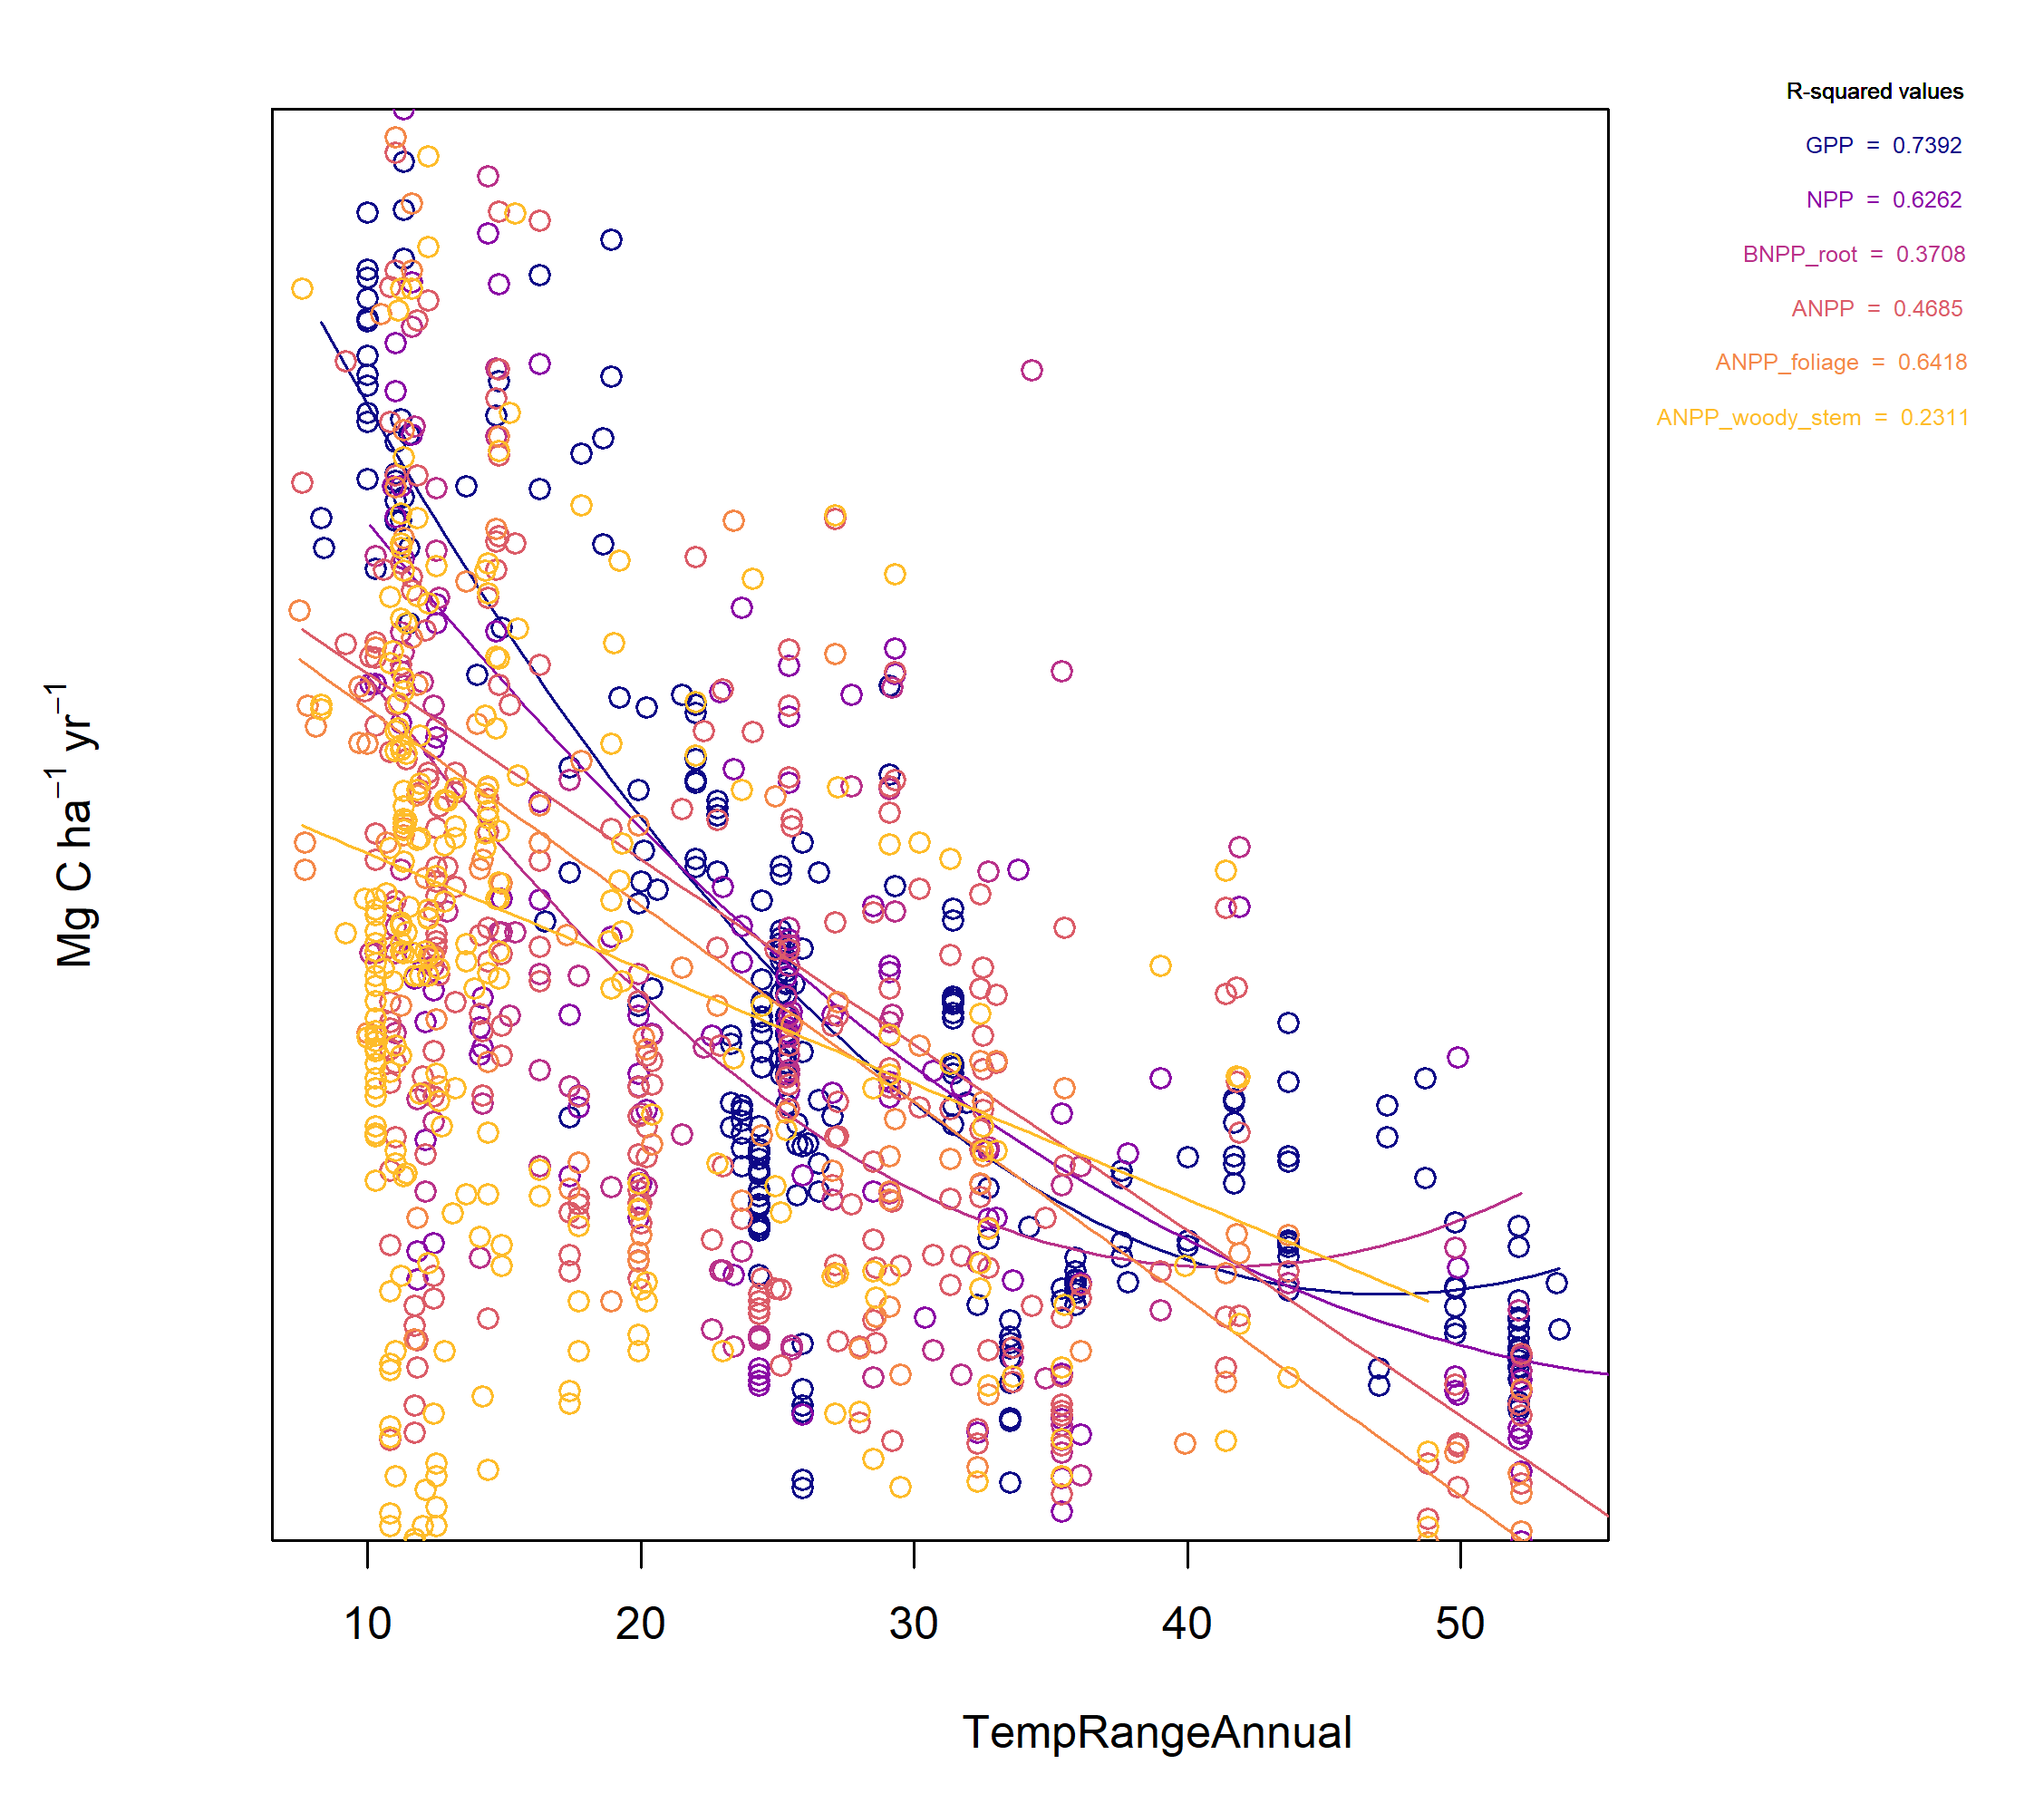 R-squared values
GPP = 0.7392
NPP = 0.6262
BNPP_root = 0.3708
ANPP = 0.4685
ANPP_foliage = 0.6418
ANPP_woody_stem = 0.2311
Mg C ha⁻¹ yr⁻¹
10 20 30 40 50
TempRangeAnnual